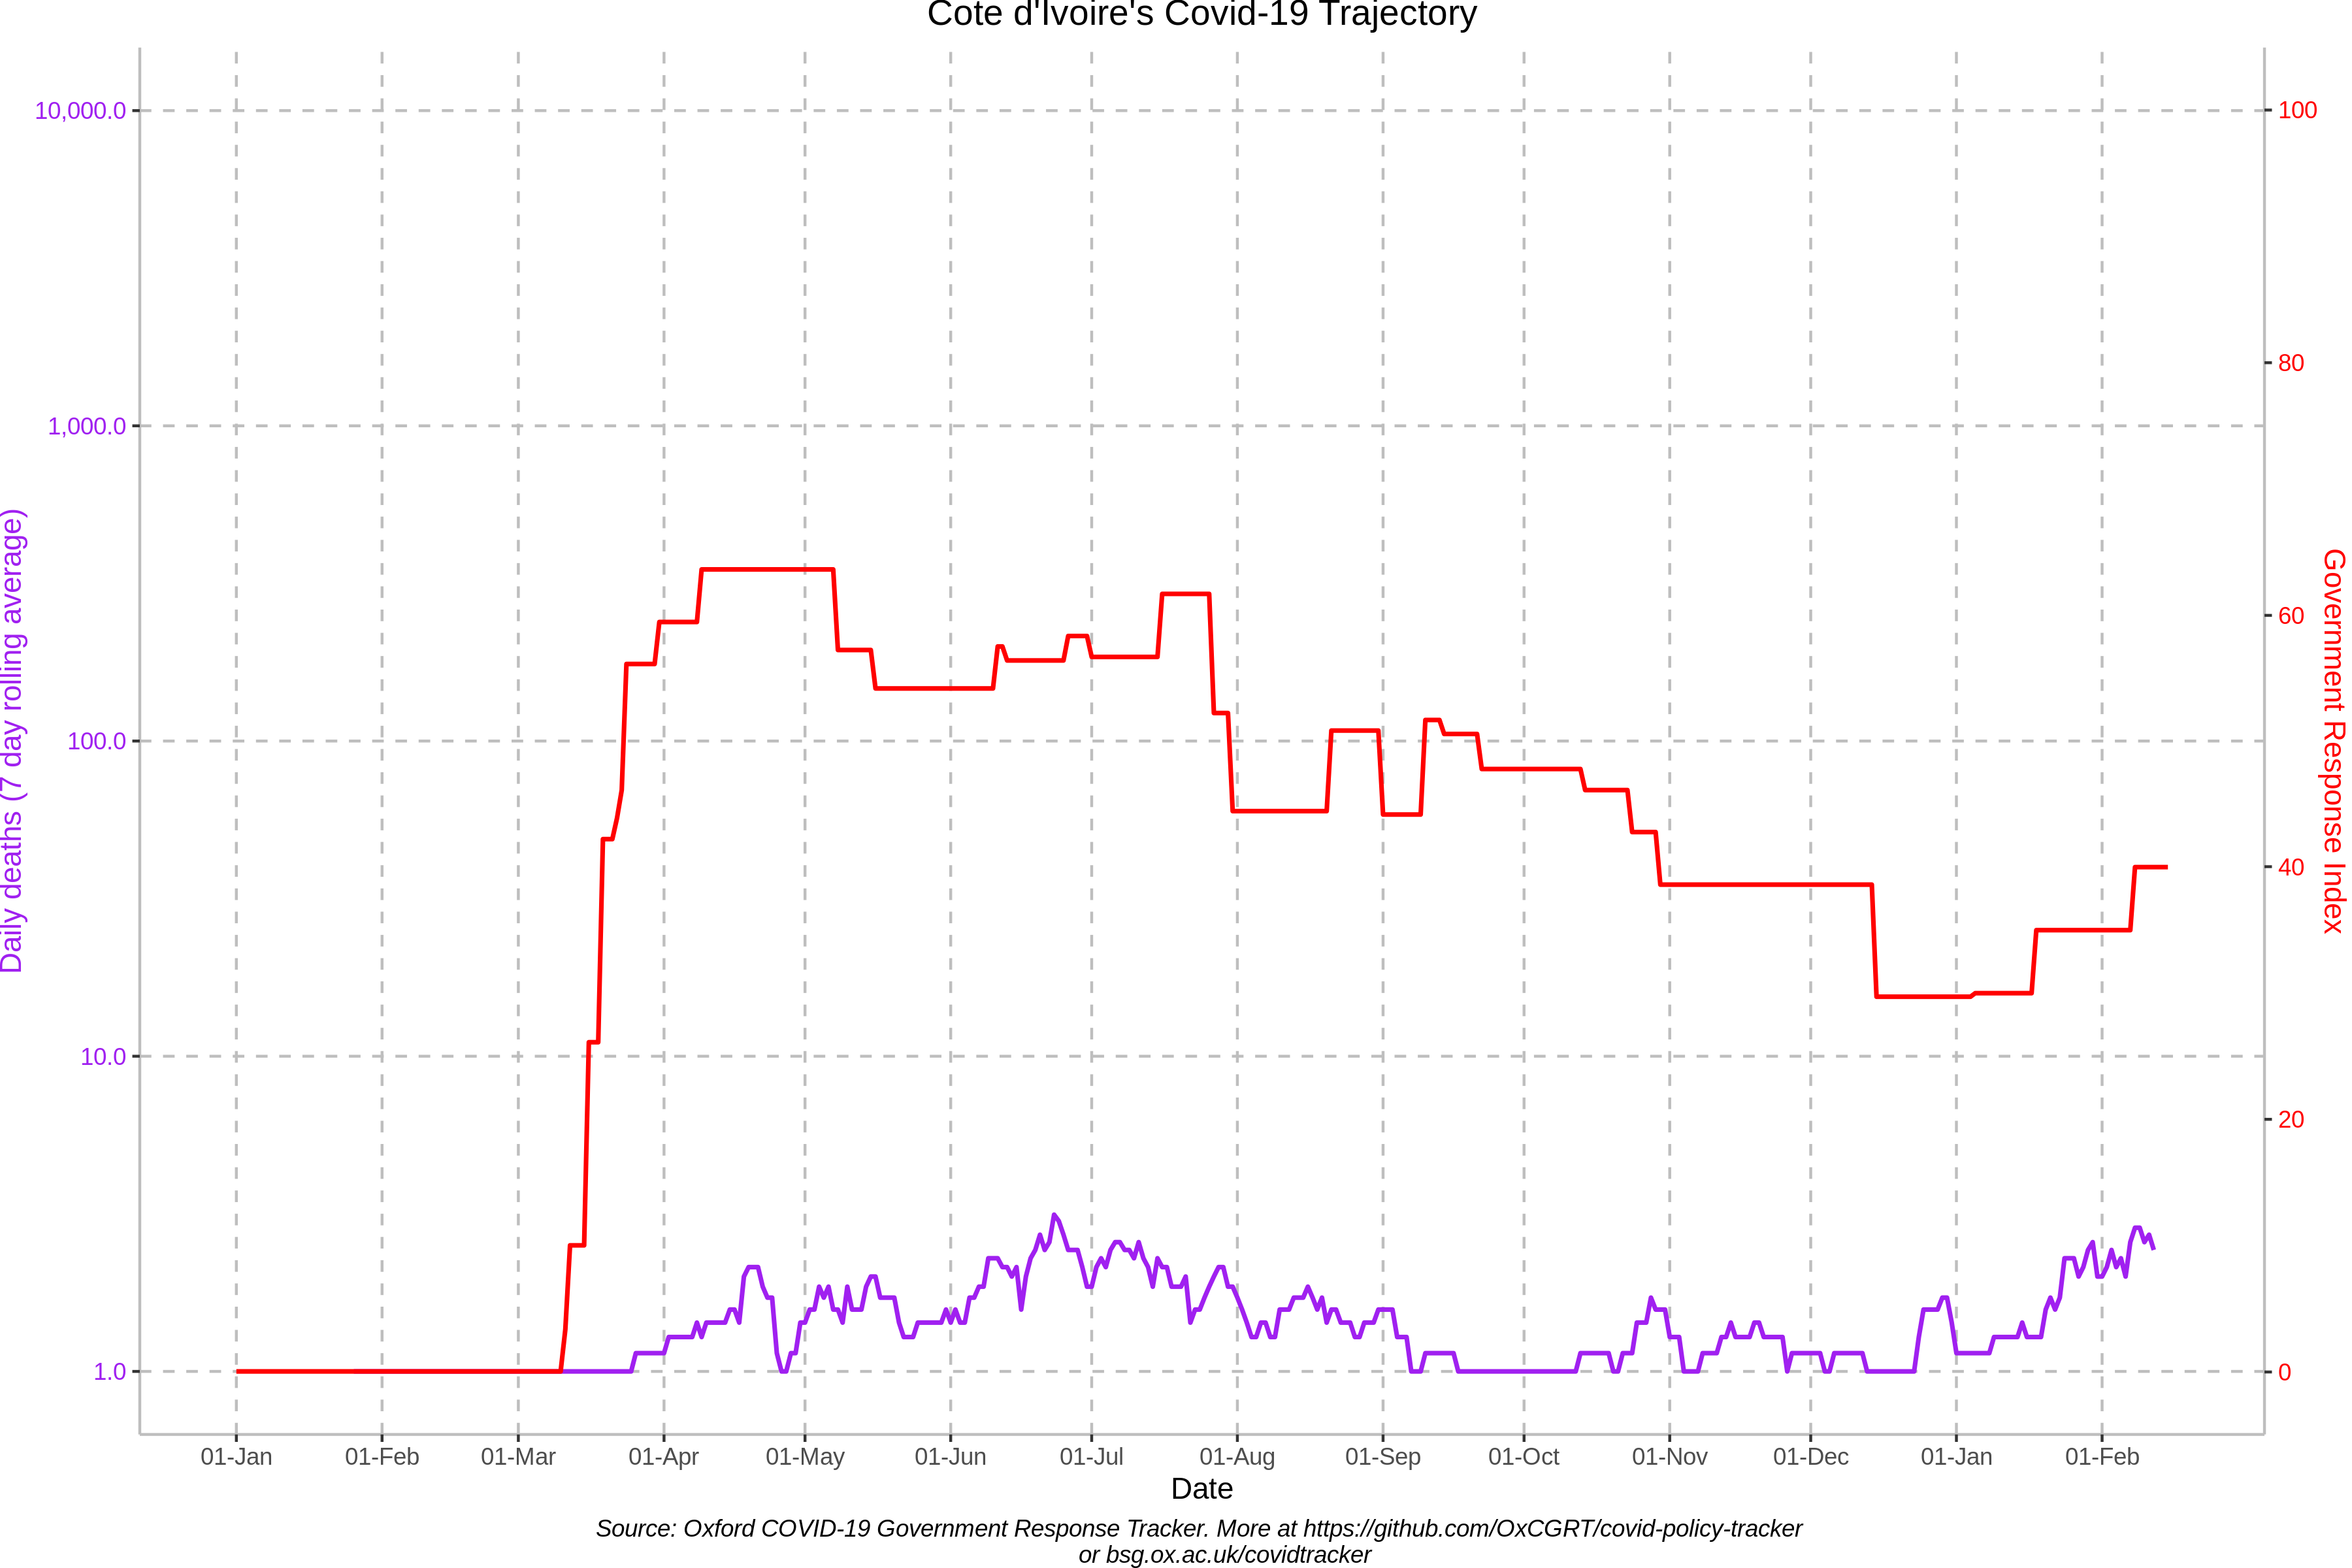 Cote d'Ivoire's Covid-19 Trajectory
10,000.0
1,000.0
100.0
10.0
1.0
Daily deaths (7 day rolling average)
100
80
60
40
20
0
Government Response Index
01-Jan 01-Feb 01-Mar 01-Apr 01-May 01-Jun 01-Jul 01-Aug 01-Sep 01-Oct 01-Nov 01-Dec 01-Jan 01-Feb
Date
Source: Oxford COVID-19 Government Response Tracker. More at https://github.com/OxCGRT/covid-policy-tracker
or bsg.ox.ac.uk/covidtracker